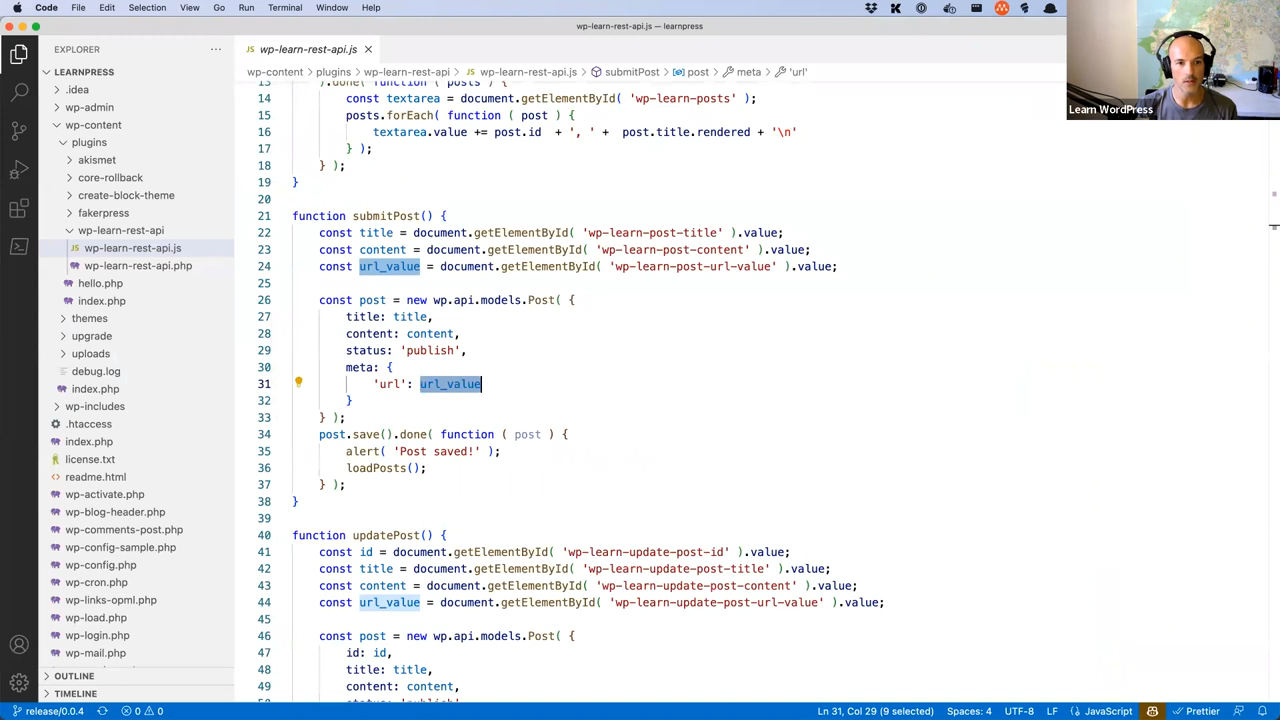 Code File Edit Selection View Go Run Terminal Window Help
wp-learn-rest-api.js — learnpress
EXPLORER
wp-learn-rest-api.js
wp-content > plugins > wp-learn-rest-api > JS wp-learn-rest-api.js > submitPost > post > meta > 'url'
LEARNPRESS
.idea
wp-admin
wp-content
plugins
akismet
core-rollback
create-block-theme
fakerpress
wp-learn-rest-api
JS wp-learn-rest-api.js
wp-learn-rest-api.php
hello.php
index.php
themes
upgrade
uploads
debug.log
index.php
wp-includes
.htaccess
index.php
license.txt
readme.html
wp-activate.php
wp-blog-header.php
wp-comments-post.php
wp-config-sample.php
wp-config.php
wp-cron.php
wp-links-opml.php
wp-load.php
wp-login.php
wp-mail.php
OUTLINE
TIMELINE
13 ).done( function ( posts ) {
14 const textarea = document.getElementById( 'wp-learn-posts' );
15 posts.forEach( function ( post ) {
16 textarea.value += post.id + ', ' + post.title.rendered + '\n'
17 } );
18 } );
19 }
20
21 function submitPost() {
22 const title = document.getElementById( 'wp-learn-post-title' ).value;
23 const content = document.getElementById( 'wp-learn-post-content' ).value;
24 const url_value = document.getElementById( 'wp-learn-post-url-value' ).value;
25
26 const post = new wp.api.models.Post( {
27 title: title,
28 content: content,
29 status: 'publish',
30 meta: {
31 'url': url_value
32 }
33 } );
34 post.save().done( function ( post ) {
35 alert( 'Post saved!' );
36 loadPosts();
37 } );
38 }
39
40 function updatePost() {
41 const id = document.getElementById( 'wp-learn-update-post-id' ).value;
42 const title = document.getElementById( 'wp-learn-update-post-title' ).value;
43 const content = document.getElementById( 'wp-learn-update-post-content' ).value;
44 const url_value = document.getElementById( 'wp-learn-update-post-url-value' ).value;
45
46 const post = new wp.api.models.Post( {
47 id: id,
48 title: title,
49 content: content,
Learn WordPress
release/0.0.4 0 0 Ln 31, Col 29 (9 selected) Spaces: 4 UTF-8 LF JavaScript Prettier